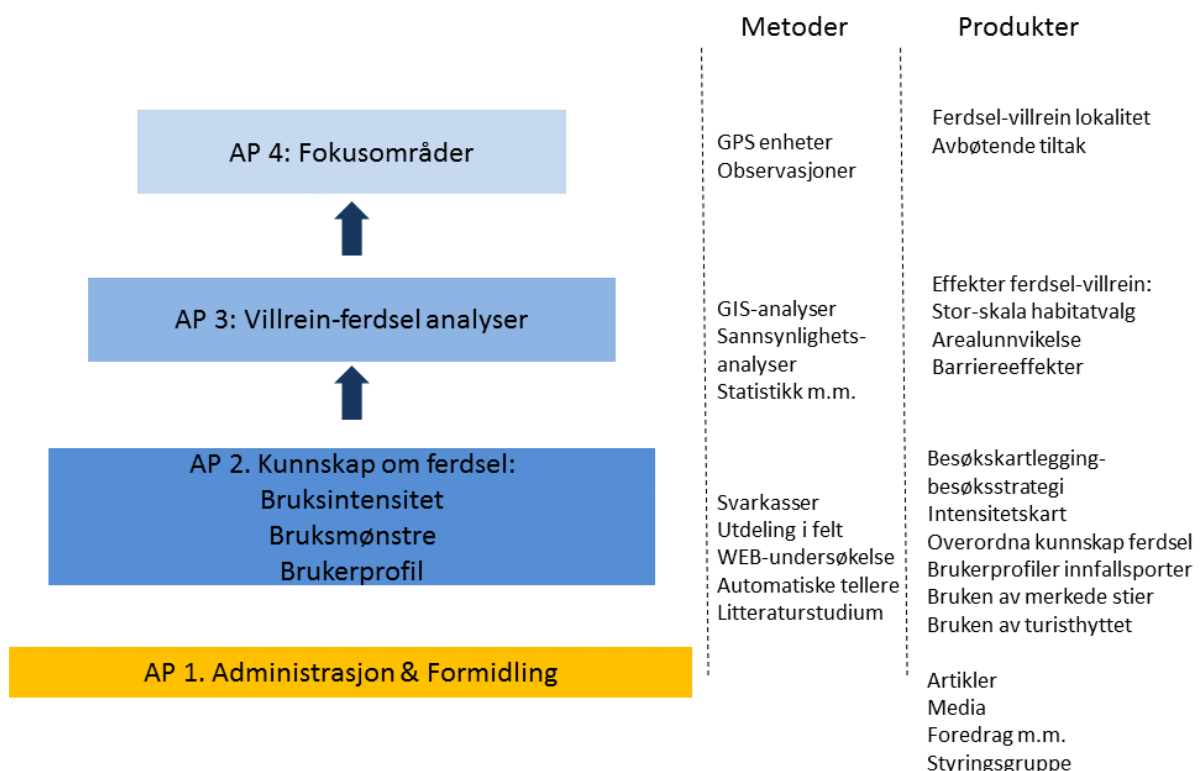 Metoder
Produkter
AP 4: Fokusområder
GPS enheter
Observasjoner
Ferdsel-villrein lokalitet
Avbøtende tiltak
AP 3: Villrein-ferdsel analyser
GIS-analyser
Sannsynlighets-
analyser
Statistikk m.m.
Effekter ferdsel-villrein:
Stor-skala habitatvalg
Arealunnvikelse
Barriereeffekter
AP 2. Kunnskap om ferdsel:
Bruksintensitet
Bruksmønstre
Brukerprofil
Svarkasser
Utdeling i felt
WEB-undersøkelse
Automatiske tellere
Litteraturstudium
Besøkskartlegging-
besøksstrategi
Intensitetskart
Overordna kunnskap ferdsel
Brukerprofiler innfallsporter
Bruken av merkede stier
Bruken av turisthyttet
AP 1. Administrasjon & Formidling
Artikler
Media
Foredrag m.m.
Styringsgruppe